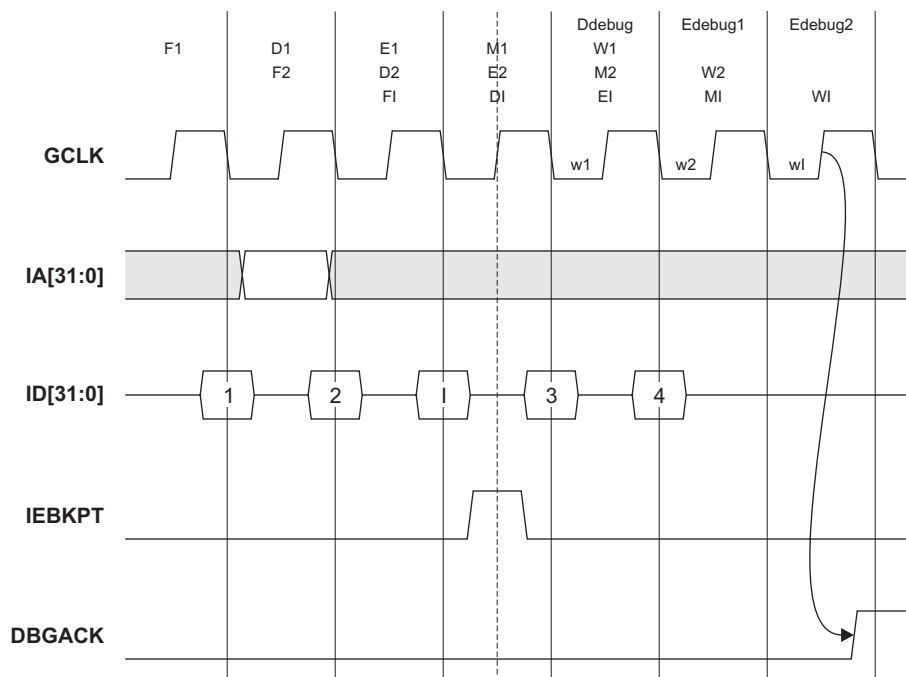 Ddebug Edebug1 Edebug2
F1 D1 E1 M1 W1
F2 D2 E2 M2 W2
FI DI EI MI WI
GCLK w1 w2 wI
IA[31:0]
ID[31:0] 1 2 I 3 4
IEBKPT
DBGACK